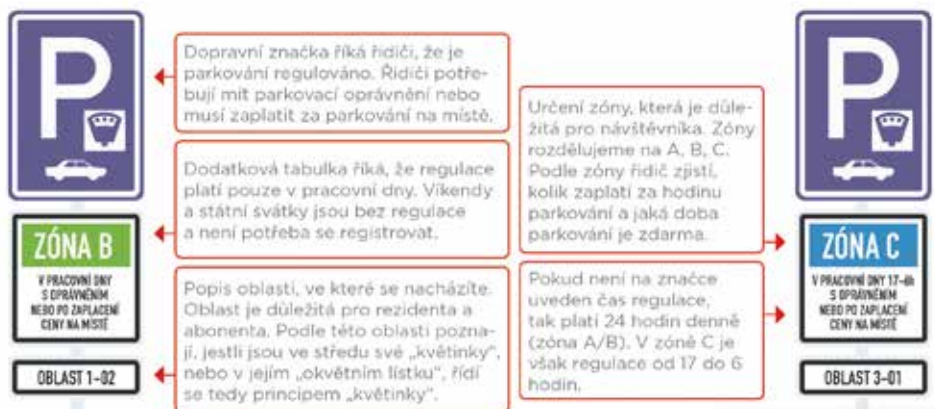 P
ZÓNA B
V PRACOVNÍ DNY
S OPRÁVNĚNÍM
NEBO PO ZAPLACENÍ
CENY NA MÍSTĚ
OBLAST 1-02
Dopravní značka říká řidiči, že je
parkování regulováno. Řidiči potře-
bují mít parkovací oprávnění nebo
musí zaplatit za parkování na místě.
Dodatková tabulka říká, že regulace
platí pouze v pracovní dny. Víkendy
a státní svátky jsou bez regulace
a není potřeba se registrovat.
Popis oblasti, ve které se nacházíte.
Oblast je důležitá pro rezidenta a
abonenta. Podle této oblasti pozna-
jí, jestli jsou ve středu své „květinky“,
nebo v jejím „okvětním lístku“, řídí
se tedy principem „květinky“.
Určení zóny, která je důle-
žitá pro návštěvníka. Zóny
rozdělujeme na A, B, C.
Podle zóny řidič zjistí,
kolik zaplatí za hodinu
parkování a jaká doba
parkování je zdarma.
Pokud není na značce
uveden čas regulace,
tak platí 24 hodin denně
(zóna A/B). V zóně C je
však regulace od 17 do 6
hodin.
P
ZÓNA C
V PRACOVNÍ DNY 17-6h
S OPRÁVNĚNÍM
NEBO PO ZAPLACENÍ
CENY NA MÍSTĚ
OBLAST 3-01